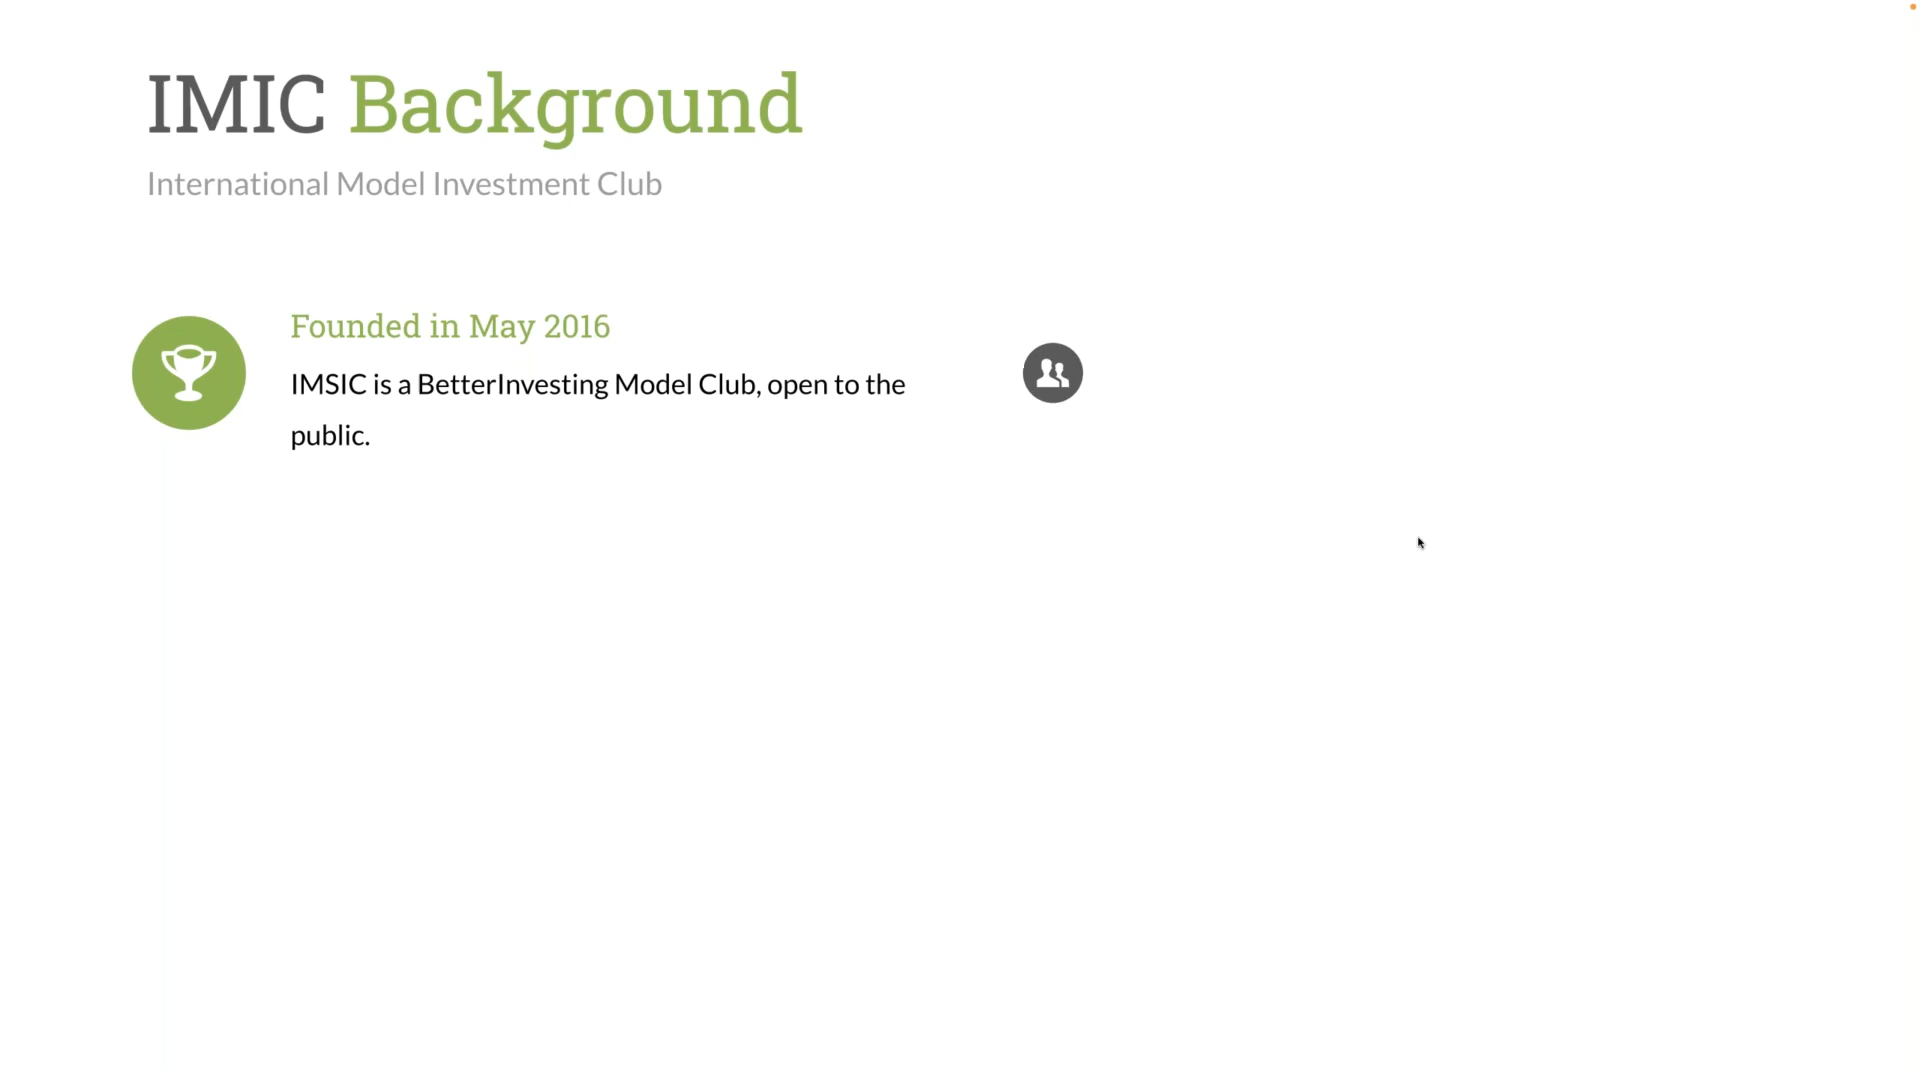 IMIC Background
International Model Investment Club
Founded in May 2016
IMSIC is a BetterInvesting Model Club, open to the
public.